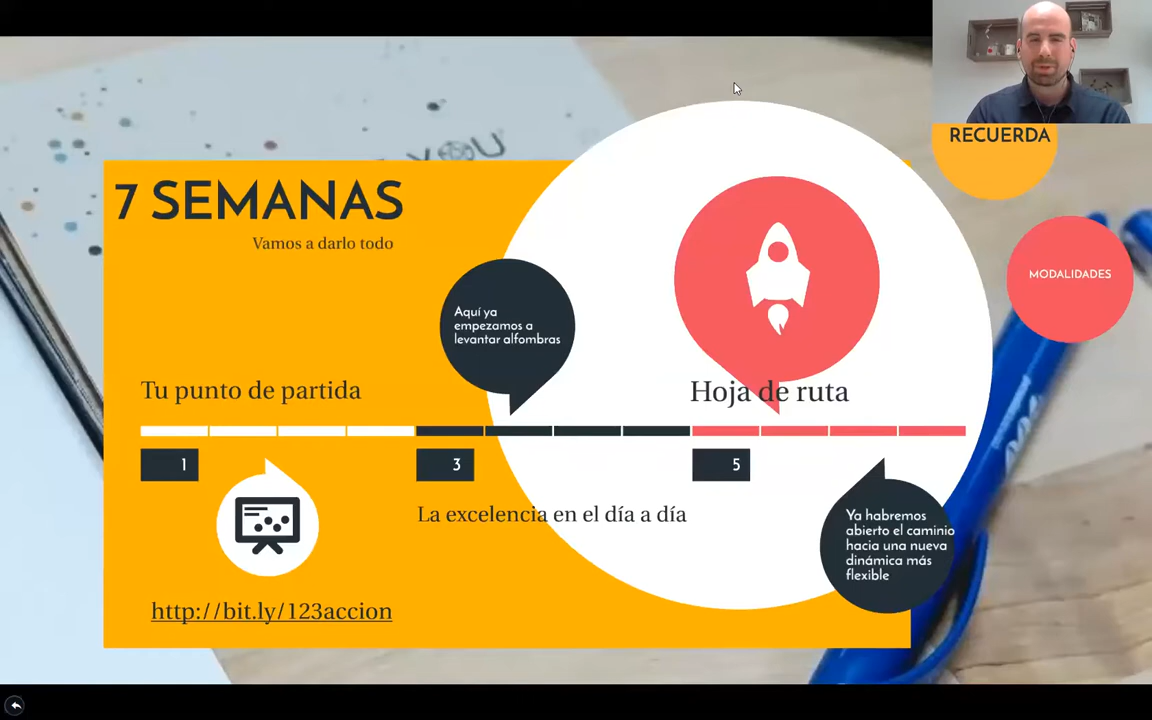 YOU
RECUERDA
7 SEMANAS
Vamos a darlo todo
MODALIDADES
Aquí ya
empezamos a
levantar alfombras
Tu punto de partida
Hoja de ruta
1
3
5
La excelencia en el día a día
Ya habremos
abierto el caminio
hacia una nueva
dinámica más
flexible
http://bit.ly/123accion